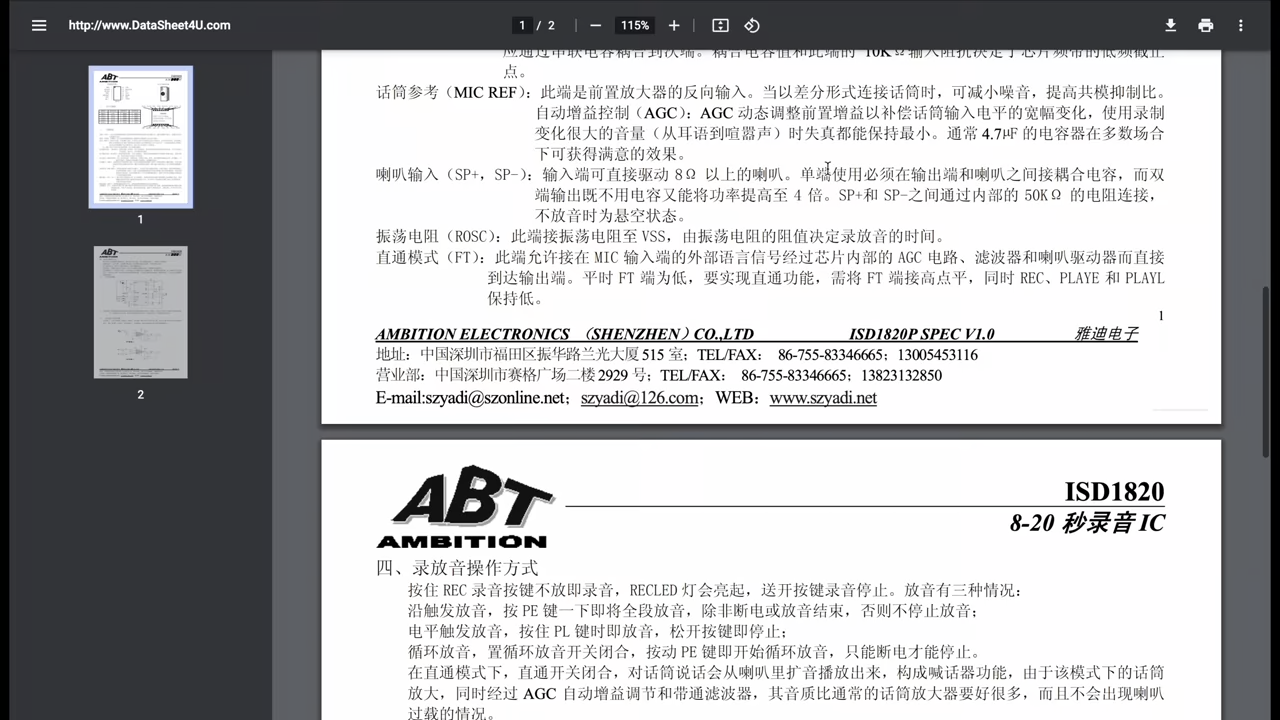 http://www.DataSheet4U.com
1 / 2
115%
1
2
应通过串联电容耦合到沃端。耦合电容值和此端的 10KΩ输入阻抗决定了芯片频带的低频截止
点。
话筒参考（MIC REF）：此端是前置放大器的反向输入。当以差分形式连接话筒时，可减小噪音，提高共模抑制比。
自动增益控制（AGC）：AGC 动态调整前置增益以补偿话筒输入电平的宽幅变化，使用录制
变化很大的音量（从耳语到喧嚣声）时失真都能保持最小。通常 4.7μF 的电容器在多数场合
下可获得满意的效果。
喇叭输入（SP+，SP-）：输入端可直接驱动 8Ω 以上的喇叭。单端使用必须在输出端和喇叭之间接耦合电容，而双
端输出既不用电容又能将功率提高至 4 倍。SP+和 SP-之间通过内部的 50KΩ 的电阻连接，
不放音时为悬空状态。
振荡电阻（ROSC）：此端接振荡电阻至 VSS，由振荡电阻的阻值决定录放音的时间。
直通模式（FT）：此端允许接在 MIC 输入端的外部语言信号经过芯片内部的 AGC 电路、滤波器和喇叭驱动器而直接
到达输出端。平时 FT 端为低，要实现直通功能，需将 FT 端接高点平，同时 REC、PLAYE 和 PLAYL
保持低。
1
AMBITION ELECTRONIC（SHENZHEN）CO.,LTD ISD1820P SPEC V1.0 雅迪电子
地址：中国深圳市福田区振华路兰光大厦 515 室；TEL/FAX： 86-755-83346665；13005453116
营业部：中国深圳市赛格广场二楼 2929 号；TEL/FAX： 86-755-83346665；13823132850
E-mail:szyadi@szonline.net；szyadi@126.com；WEB：www.szyadi.net
ABT
AMBITION
ISD1820
8-20 秒录音 IC
四、录放音操作方式
按住 REC 录音按键不放即录音，RECLED 灯会亮起，送开按键录音停止。放音有三种情况：
沿触发放音，按 PE 键一下即将全段放音，除非断电或放音结束，否则不停止放音；
电平触发放音，按住 PL 键时即放音，松开按键即停止；
循环放音，置循环放音开关闭合，按动 PE 键即开始循环放音，只能断电才能停止。
在直通模式下，直通开关闭合，对话筒说话会从喇叭里扩音播放出来，构成喊话器功能，由于该模式下的话筒
放大，同时经过 AGC 自动增益调节和带通滤波器，其音质比通常的话筒放大器要好很多，而且不会出现喇叭
过载的情况。